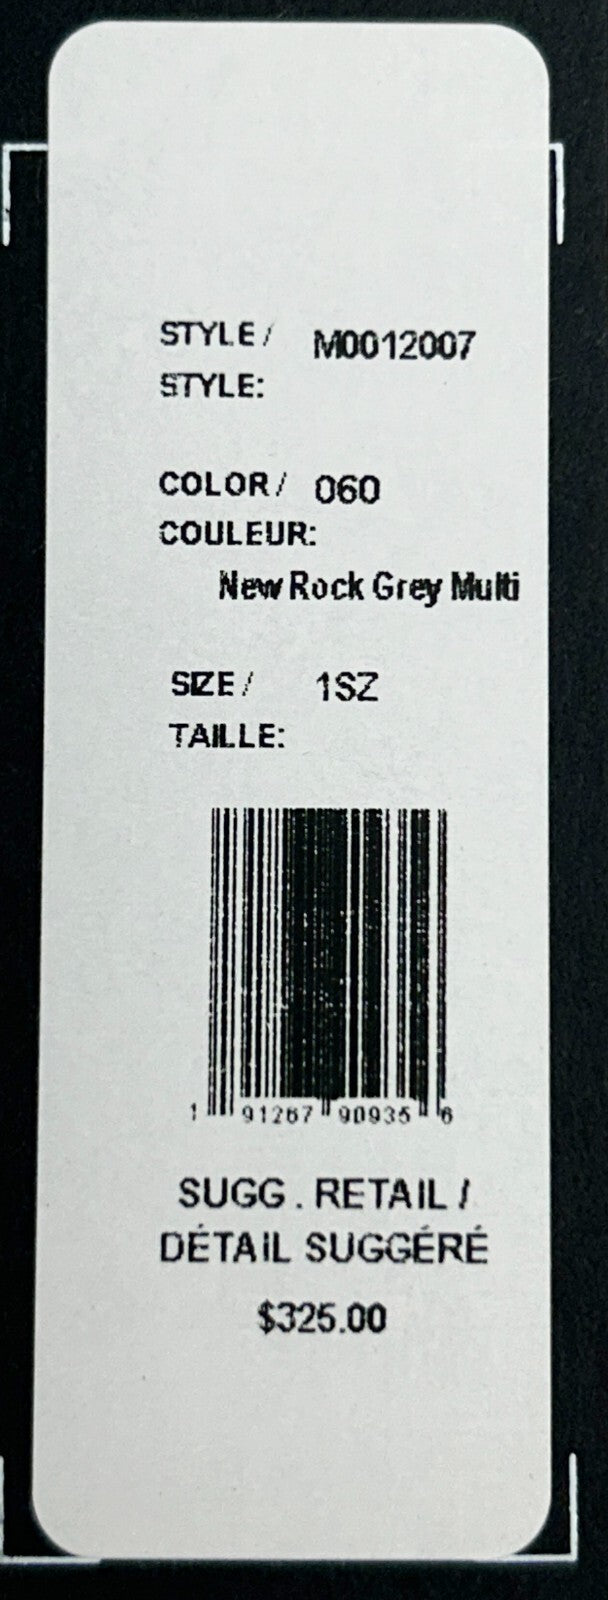 STYLE / M0012007
STYLE:
COLOR / 060
COULEUR:
New Rock Grey Multi
SIZE / 1SZ
TAILLE:
1 91267 90935 6
SUGG. RETAIL /
DÉTAIL SUGGÉRÉ
$325.00